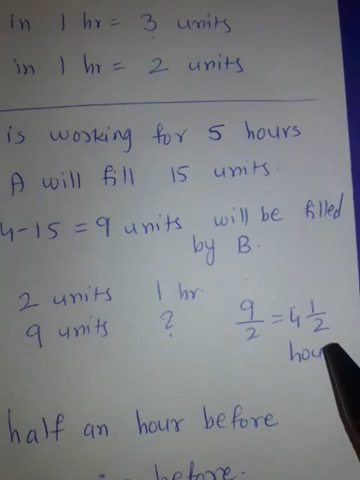 in 1 hr = 3 units
in 1 hr = 2 units
is working for 5 hours
A will fill 15 units.
4-15 = 9 units will be filled
by B.
2 units 1 hr.
9 units ? 9/2 = 4 1/2
hou
half an hour before
before.